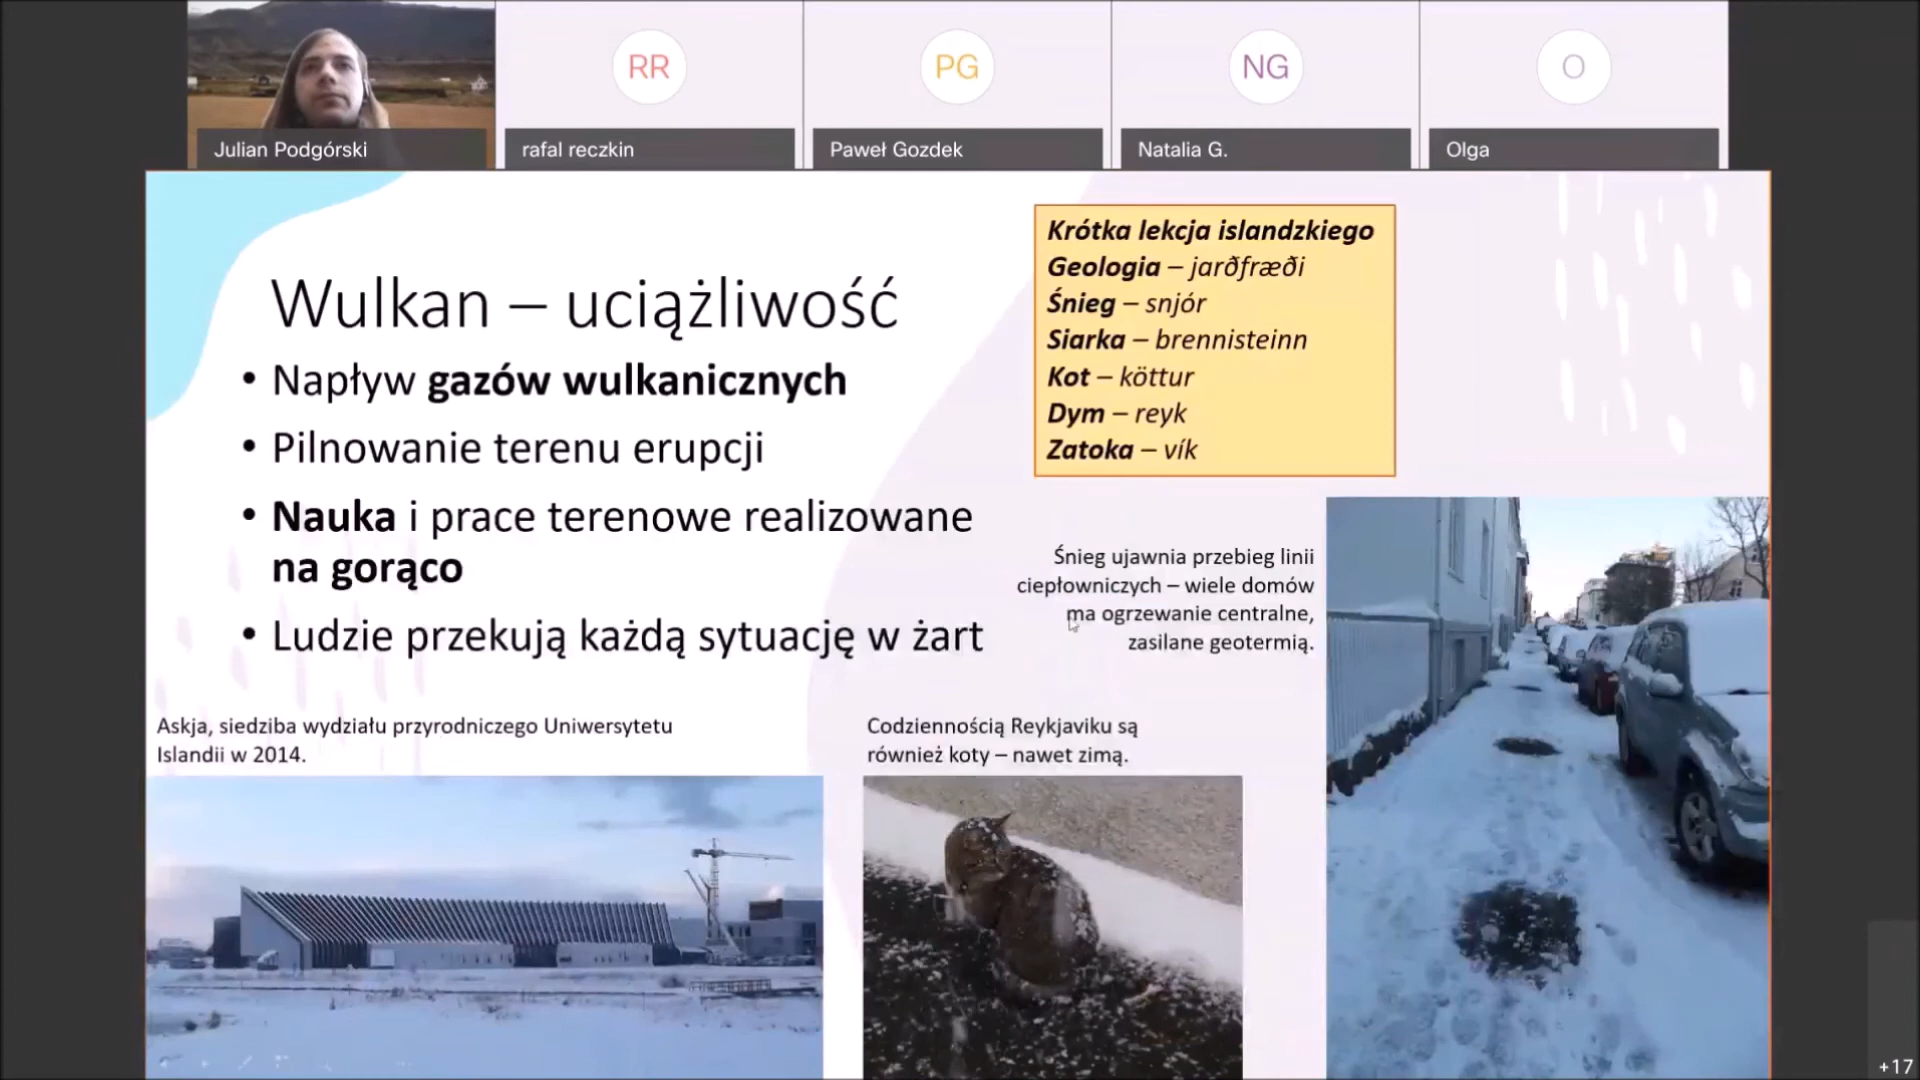 RR
PG
NG
O
Julian Podgórski
rafal reczkin
Paweł Gozdek
Natalia G.
Olga
Wulkan – uciążliwość
• Napływ gazów wulkanicznych
• Pilnowanie terenu erupcji
• Nauka i prace terenowe realizowane
na gorąco
• Ludzie przekują każdą sytuację w żart
Krótka lekcja islandzkiego
Geologia – jarðfræði
Śnieg – snjór
Siarka – brennisteinn
Kot – köttur
Dym – reyk
Zatoka – vík
Śnieg ujawnia przebieg linii
ciepłowniczych – wiele domów
ma ogrzewanie centralne,
zasilane geotermią.
Askja, siedziba wydziału przyrodniczego Uniwersytetu
Islandii w 2014.
Codziennością Reykjaviku są
również koty – nawet zimą.
+17